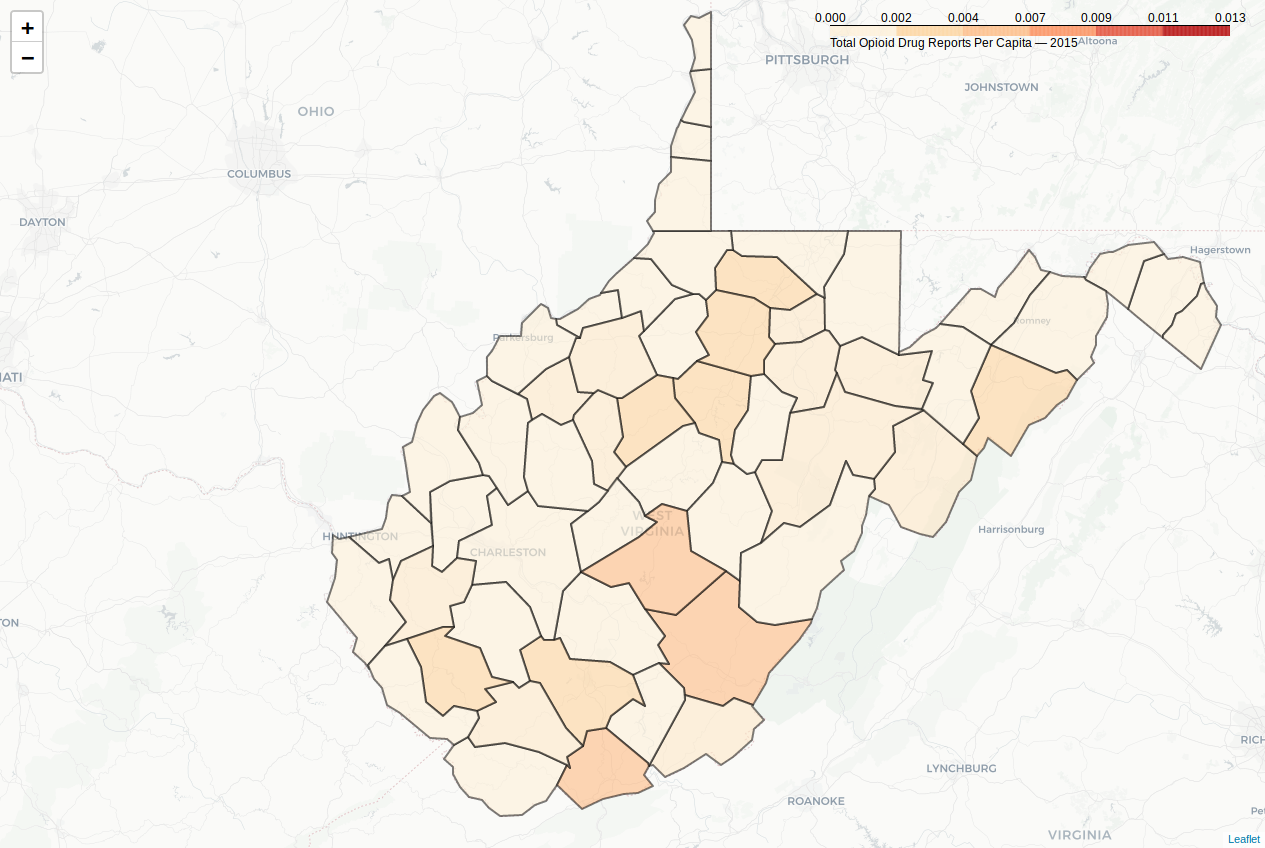 +
−
0.000 0.002 0.004 0.007 0.009 0.011 0.013
Total Opioid Drug Reports Per Capita — 2015
Altoona
PITTSBURGH
JOHNSTOWN
OHIO
COLUMBUS
DAYTON
Hagerstown
Romney
Parkersburg
ATI
WEST
VIRGINIA
Harrisonburg
HUNTINGTON
CHARLESTON
TON
RICH
LYNCHBURG
ROANOKE
Pet
VIRGINIA
Leaflet